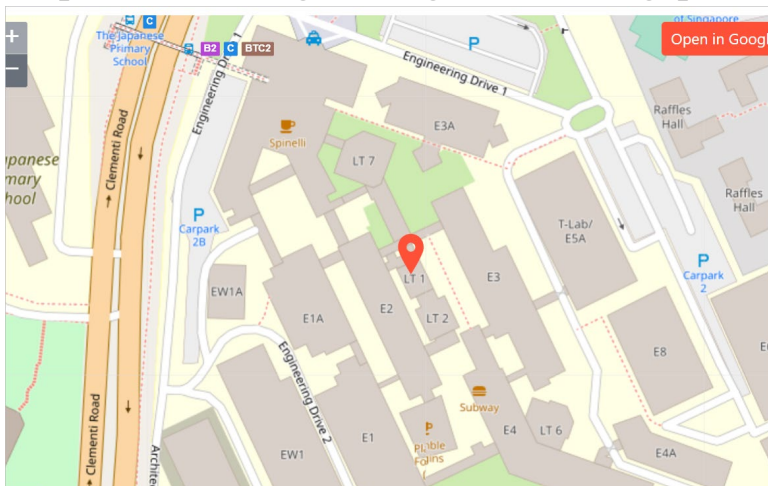 of Singapore
C
The Japanese
Primary
School
B2 C BTC2
P
Open in Googl
+
−
Engineering Drive 1
Engineering Drive 1
Clementi Road
Raffles
Hall
E3A
Spinelli
LT 7
apanese
mary
hool
Raffles
Hall
P
Carpark
2B
T-Lab/
E5A
P
Carpark
2
LT 1
E3
EW1A
E1A
E2
LT 2
E8
Engineering Drive 2
Subway
E1
E4
LT 6
EW1
Clementi Road
E4A